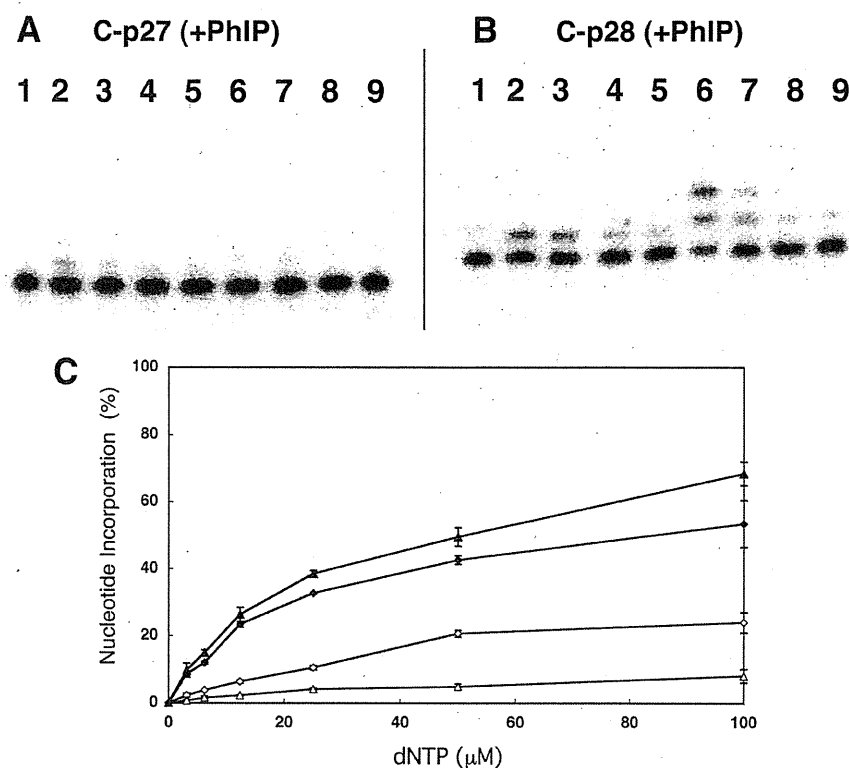 A C-p27 (+PhIP)
1 2 3 4 5 6 7 8 9
B C-p28 (+PhIP)
1 2 3 4 5 6 7 8 9
C
100
80
60
40
20
0
Nucleotide Incorporation (%)
0 20 40 60 80 100
dNTP (μM)